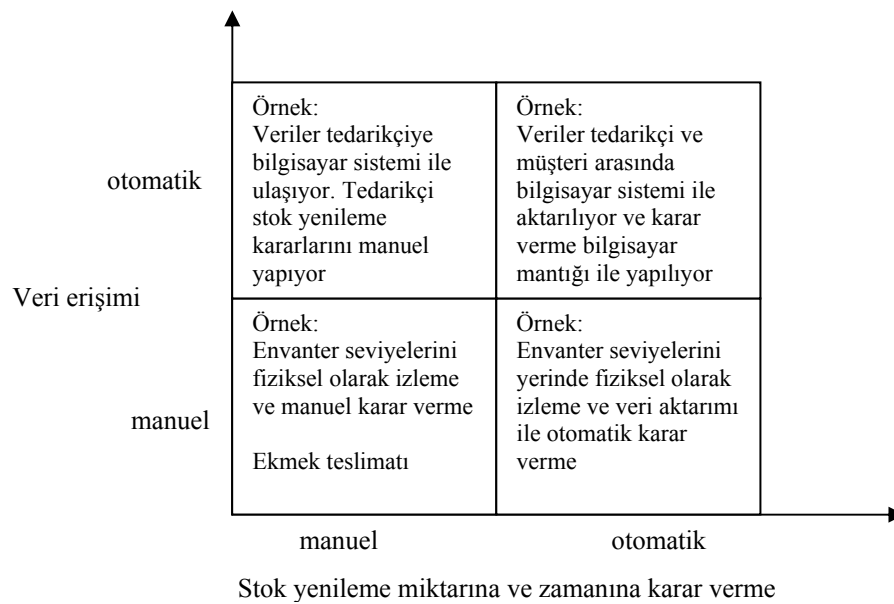 Örnek:
Veriler tedarikçiye
bilgisayar sistemi ile
ulaşıyor. Tedarikçi
stok yenileme
kararlarını manuel
yapıyor
Örnek:
Veriler tedarikçi ve
müşteri arasında
bilgisayar sistemi ile
aktarılıyor ve karar
verme bilgisayar
mantığı ile yapılıyor
otomatik
Veri erişimi
Örnek:
Envanter seviyelerini
fiziksel olarak izleme
ve manuel karar verme
Ekmek teslimatı
Örnek:
Envanter seviyelerini
yerinde fiziksel olarak
izleme ve veri aktarımı
ile otomatik karar
verme
manuel
manuel
otomatik
Stok yenileme miktarına ve zamanına karar verme